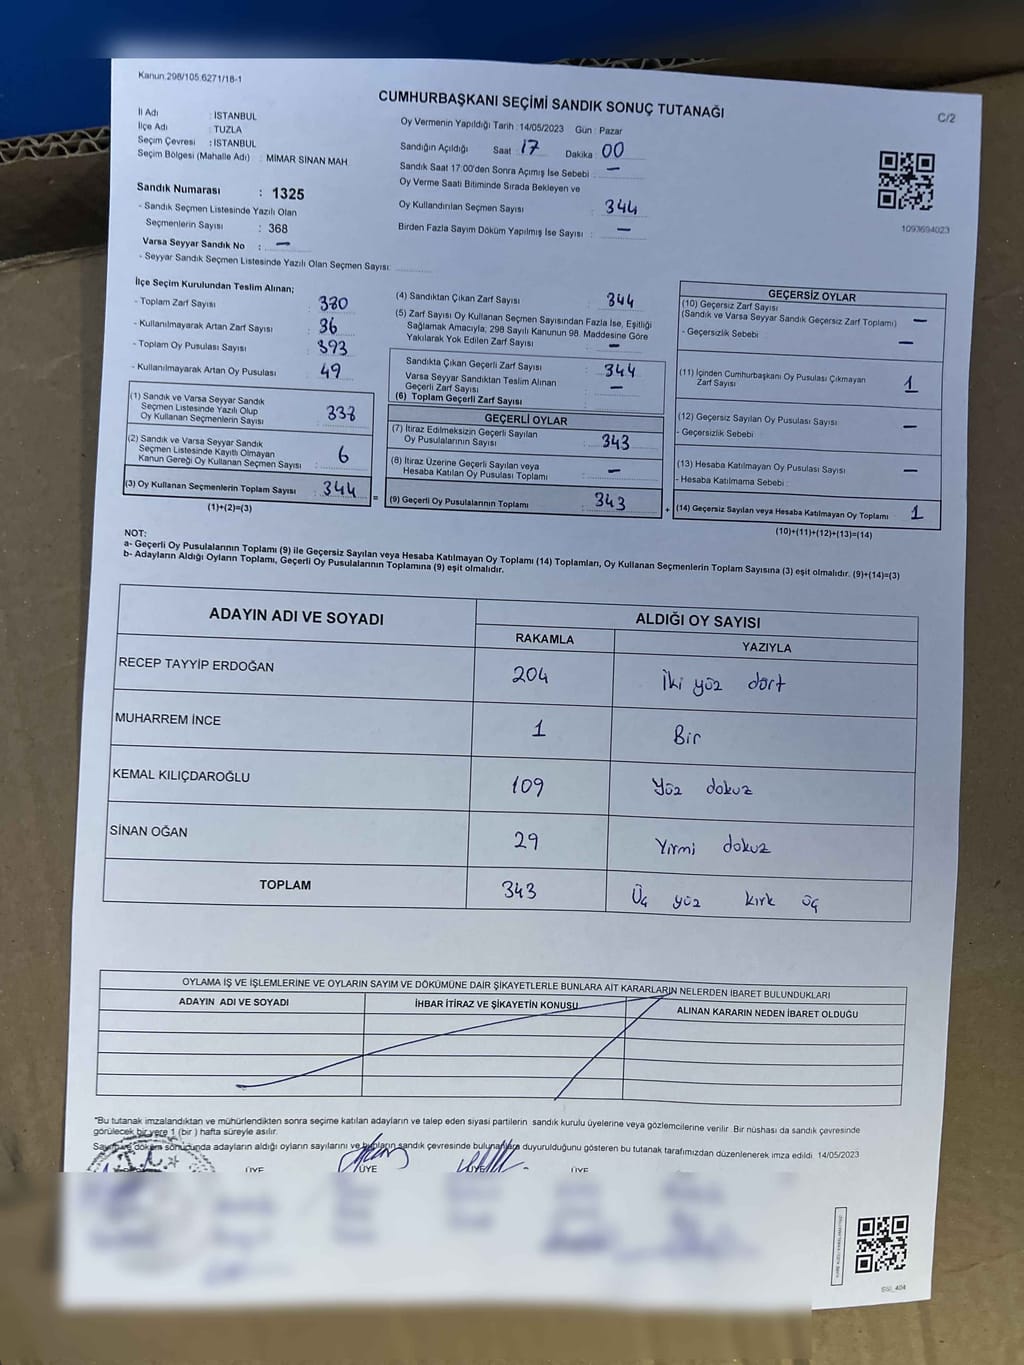 Kanun.298/105.6271/18-1
CUMHURBAŞKANI SEÇİMİ SANDIK SONUÇ TUTANAĞI
C/2
İl Adı : ISTANBUL
İlçe Adı : TUZLA
Seçim Çevresi : ISTANBUL
Seçim Bölgesi (Mahalle Adı) : MİMAR SİNAN MAH
Oy Vermenin Yapıldığı Tarih : 14/05/2023 Gün : Pazar
Sandığın Açıldığı Saat 17 Dakika 00
Sandık Saat 17:00'den Sonra Açımış İse Sebebi : –
Oy Verme Saati Bitiminde Sırada Bekleyen ve
Oy Kullandırılan Seçmen Sayısı : 344
Birden Fazla Sayım Döküm Yapılmış İse Sayısı : –
1093694023
Sandık Numarası : 1325
- Sandık Seçmen Listesinde Yazılı Olan
Seçmenlerin Sayısı : 368
Varsa Seyyar Sandık No : –
- Seyyar Sandık Seçmen Listesinde Yazılı Olan Seçmen Sayısı:
İlçe Seçim Kurulundan Teslim Alınan;
- Toplam Zarf Sayısı : 380
- Kullanılmayarak Artan Zarf Sayısı : 36
- Toplam Oy Pusulası Sayısı : 393
- Kullanılmayarak Artan Oy Pusulası : 49
(1) Sandık ve Varsa Seyyar Sandık
Seçmen Listesinde Yazılı Olup
Oy Kullanan Seçmenlerin Sayısı : 338
(2) Sandık ve Varsa Seyyar Sandık
Seçmen Listesinde Kayıtlı Olmayan
Kanun Gereği Oy Kullanan Seçmen Sayısı : 6
(3) Oy Kullanan Seçmenlerin Toplam Sayısı : 344
(1)+(2)=(3)
=
(4) Sandıktan Çıkan Zarf Sayısı : 344
(5) Zarf Sayısı Oy Kullanan Seçmen Sayısından Fazla İse, Eşitliği
Sağlamak Amacıyla; 298 Sayılı Kanunun 98. Maddesine Göre
Yakılarak Yok Edilen Zarf Sayısı : –
Sandıkta Çıkan Geçerli Zarf Sayısı : 344
Varsa Seyyar Sandıktan Teslim Alınan
Geçerli Zarf Sayısı : –
(6) Toplam Geçerli Zarf Sayısı
GEÇERLİ OYLAR
(7) İtiraz Edilmeksizin Geçerli Sayılan
Oy Pusulalarının Sayısı : 343
(8) İtiraz Üzerine Geçerli Sayılan veya
Hesaba Katılan Oy Pusulası Toplamı : –
(9) Geçerli Oy Pusulalarının Toplamı : 343
+
GEÇERSİZ OYLAR
(10) Geçersiz Zarf Sayısı
(Sandık ve Varsa Seyyar Sandık Geçersiz Zarf Toplamı) –
- Geçersizlik Sebebi : –
(11) İçinden Cumhurbaşkanı Oy Pusulası Çıkmayan
Zarf Sayısı 1
(12) Geçersiz Sayılan Oy Pusulası Sayısı –
- Geçersizlik Sebebi :
(13) Hesaba Katılmayan Oy Pusulası Sayısı –
- Hesaba Katılmama Sebebi :
(14) Geçersiz Sayılan veya Hesaba Katılmayan Oy Toplamı 1
(10)+(11)+(12)+(13)=(14)
NOT:
a- Geçerli Oy Pusulalarının Toplamı (9) ile Geçersiz Sayılan veya Hesaba Katılmayan Oy Toplamı (14) Toplamları, Oy Kullanan Seçmenlerin Toplam Sayısına (3) eşit olmalıdır. (9)+(14)=(3)
b- Adayların Aldığı Oyların Toplamı, Geçerli Oy Pusulalarının Toplamına (9) eşit olmalıdır.
ADAYIN ADI VE SOYADI ALDIĞI OY SAYISI
RAKAMLA YAZIYLA
RECEP TAYYİP ERDOĞAN 204 İki yüz dört
MUHARREM İNCE 1 Bir
KEMAL KILIÇDAROĞLU 109 Yüz dokuz
SİNAN OĞAN 29 Yırmi dokuz
TOPLAM 343 Üç yüz kırk üç
OYLAMA İŞ VE İŞLEMLERİNE VE OYLARIN SAYIM VE DÖKÜMÜNE DAİR ŞİKAYETLERLE BUNLARA AİT KARARLARIN NELERDEN İBARET BULUNDUKLARI
ADAYIN ADI VE SOYADI İHBAR İTİRAZ VE ŞİKAYETİN KONUSU ALINAN KARARIN NEDEN İBARET OLDUĞU
"Bu tutanak imzalandıktan ve mühürlendikten sonra seçime katılan adayların ve talep eden siyasi partilerin sandık kurulu üyelerine veya gözlemcilerine verilir. Bir nüshası da sandık çevresinde
görülecek bir yere 1 (bir ) hafta süreyle asılır.
Sayım ve döküm sonucunda adayların aldığı oyların sayılarını ve bunların sandık çevresinde bulunanlara duyurulduğunu gösteren bu tutanak tarafımızdan düzenlenerek imza edildi. 14/05/2023
ÜYE ÜYE ÜYE ÜYE